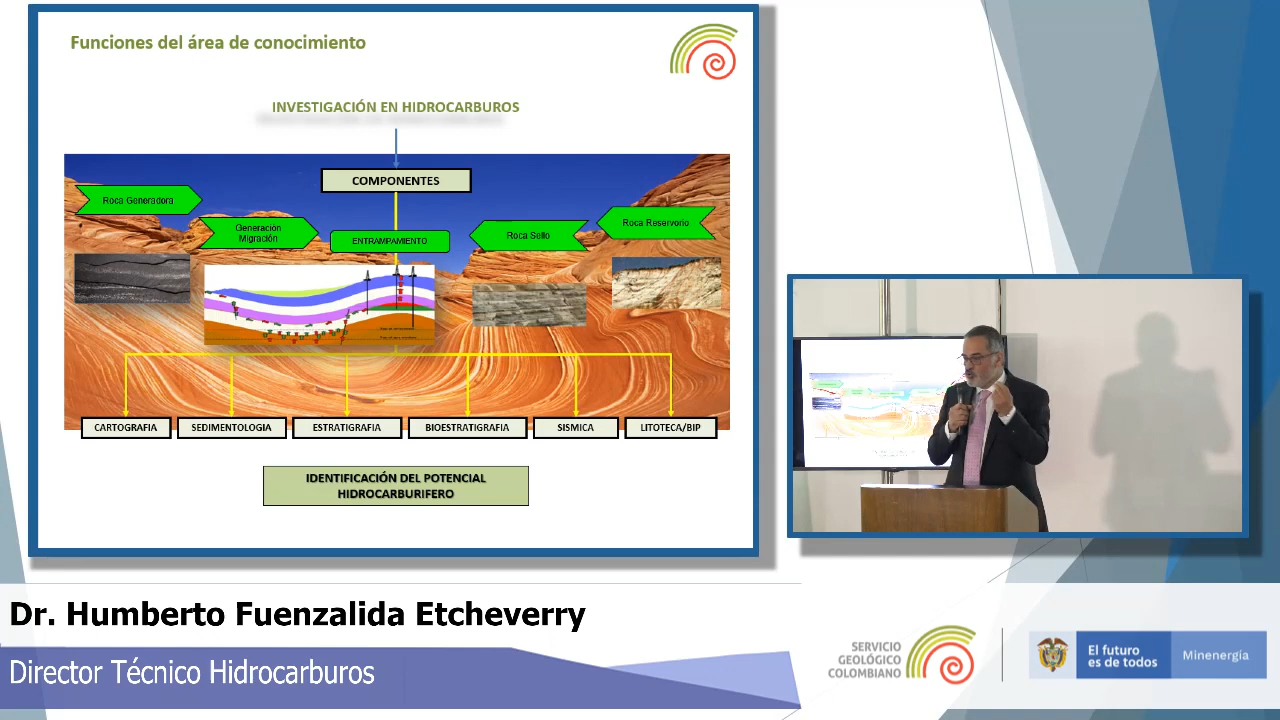 Funciones del área de conocimiento
INVESTIGACIÓN EN HIDROCARBUROS
COMPONENTES
Roca Generadora
Generación
Migración
ENTRAMPAMIENTO
Roca Sello
Roca Reservorio
CARTOGRAFIA
SEDIMENTOLOGIA
ESTRATIGRAFIA
BIOESTRATIGRAFIA
SISMICA
LITOTECA/BIP
IDENTIFICACIÓN DEL POTENCIAL
HIDROCARBURIFERO
Dr. Humberto Fuenzalida Etcheverry
Director Técnico Hidrocarburos
SERVICIO
GEOLÓGICO
COLOMBIANO
El futuro
es de todos
Minenergía